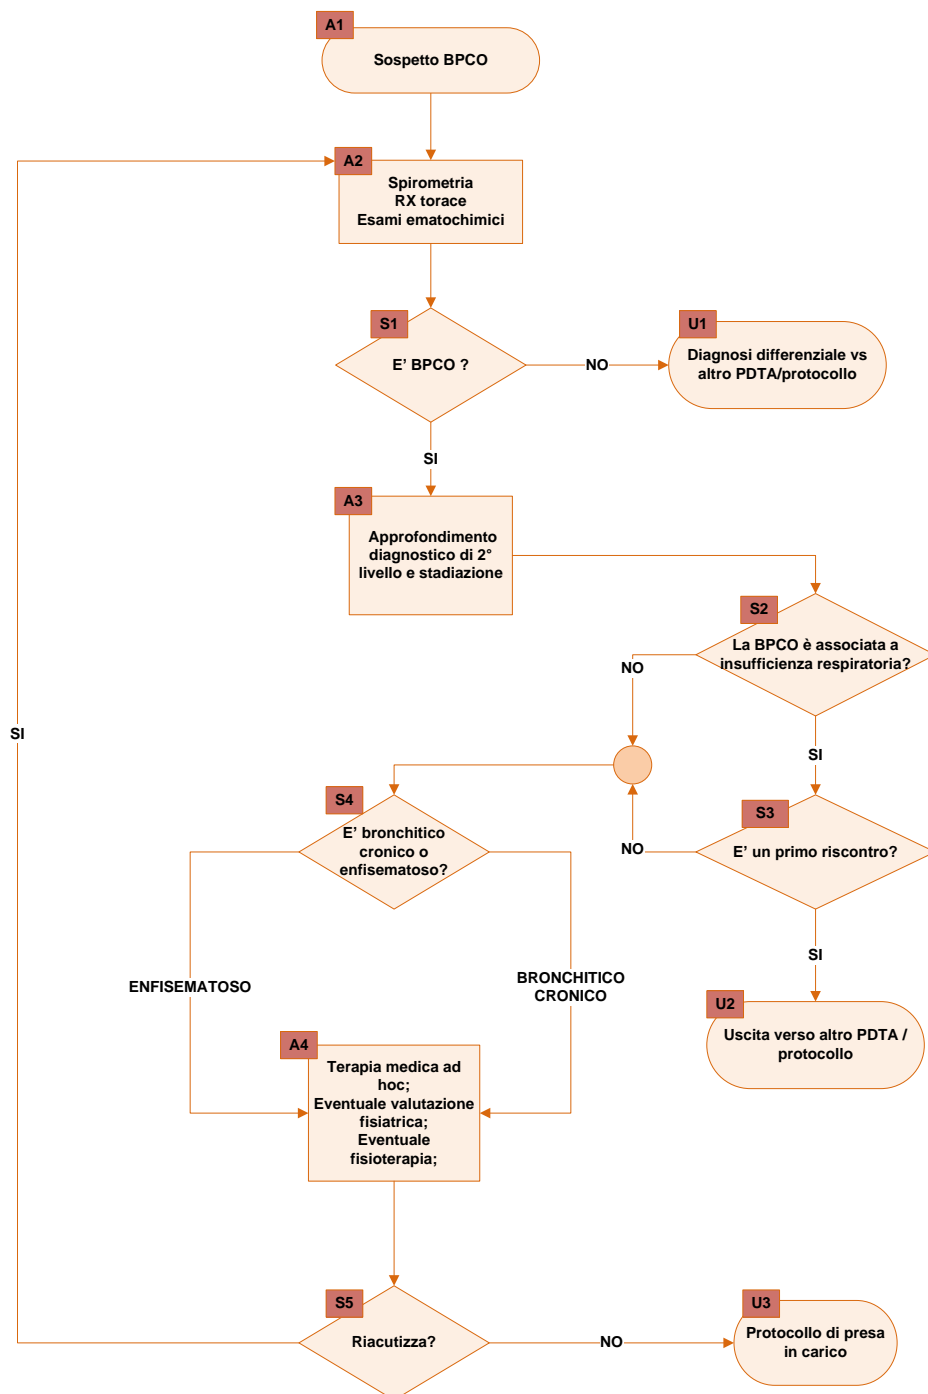 A1
Sospetto BPCO
A2
Spirometria
RX torace
Esami ematochimici
S1
E' BPCO ?
NO
U1
Diagnosi differenziale vs
altro PDTA/protocollo
SI
A3
Approfondimento
diagnostico di 2°
livello e stadiazione
S2
La BPCO è associata a
insufficienza respiratoria?
NO
SI
SI
S3
E' un primo riscontro?
NO
S4
E' bronchitico
cronico o
enfisematoso?
SI
ENFISEMATOSO
BRONCHITICO
CRONICO
U2
Uscita verso altro PDTA /
protocollo
A4
Terapia medica ad
hoc;
Eventuale valutazione
fisiatrica;
Eventuale
fisioterapia;
S5
Riacutizza?
NO
U3
Protocollo di presa
in carico